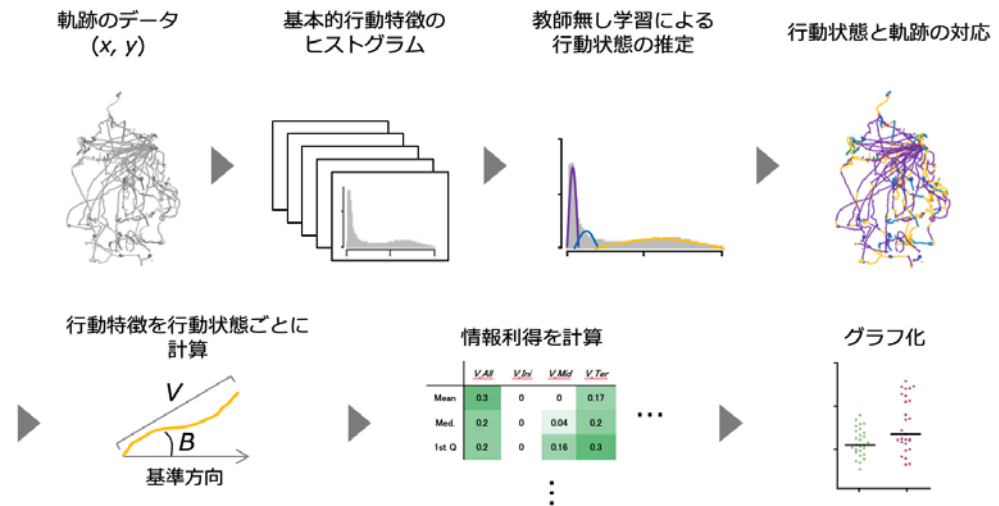 軌跡のデータ
(x, y)
基本的行動特徴の
ヒストグラム
教師無し学習による
行動状態の推定
行動状態と軌跡の対応
行動特徴を行動状態ごとに
計算
V
B
基準方向
情報利得を計算
V.All V.Ini V.Mid V.Ter
Mean 0.3 0 0 0.17
Med. 0.2 0 0.04 0.2
1st Q 0.2 0 0.16 0.3
…
⋮
グラフ化